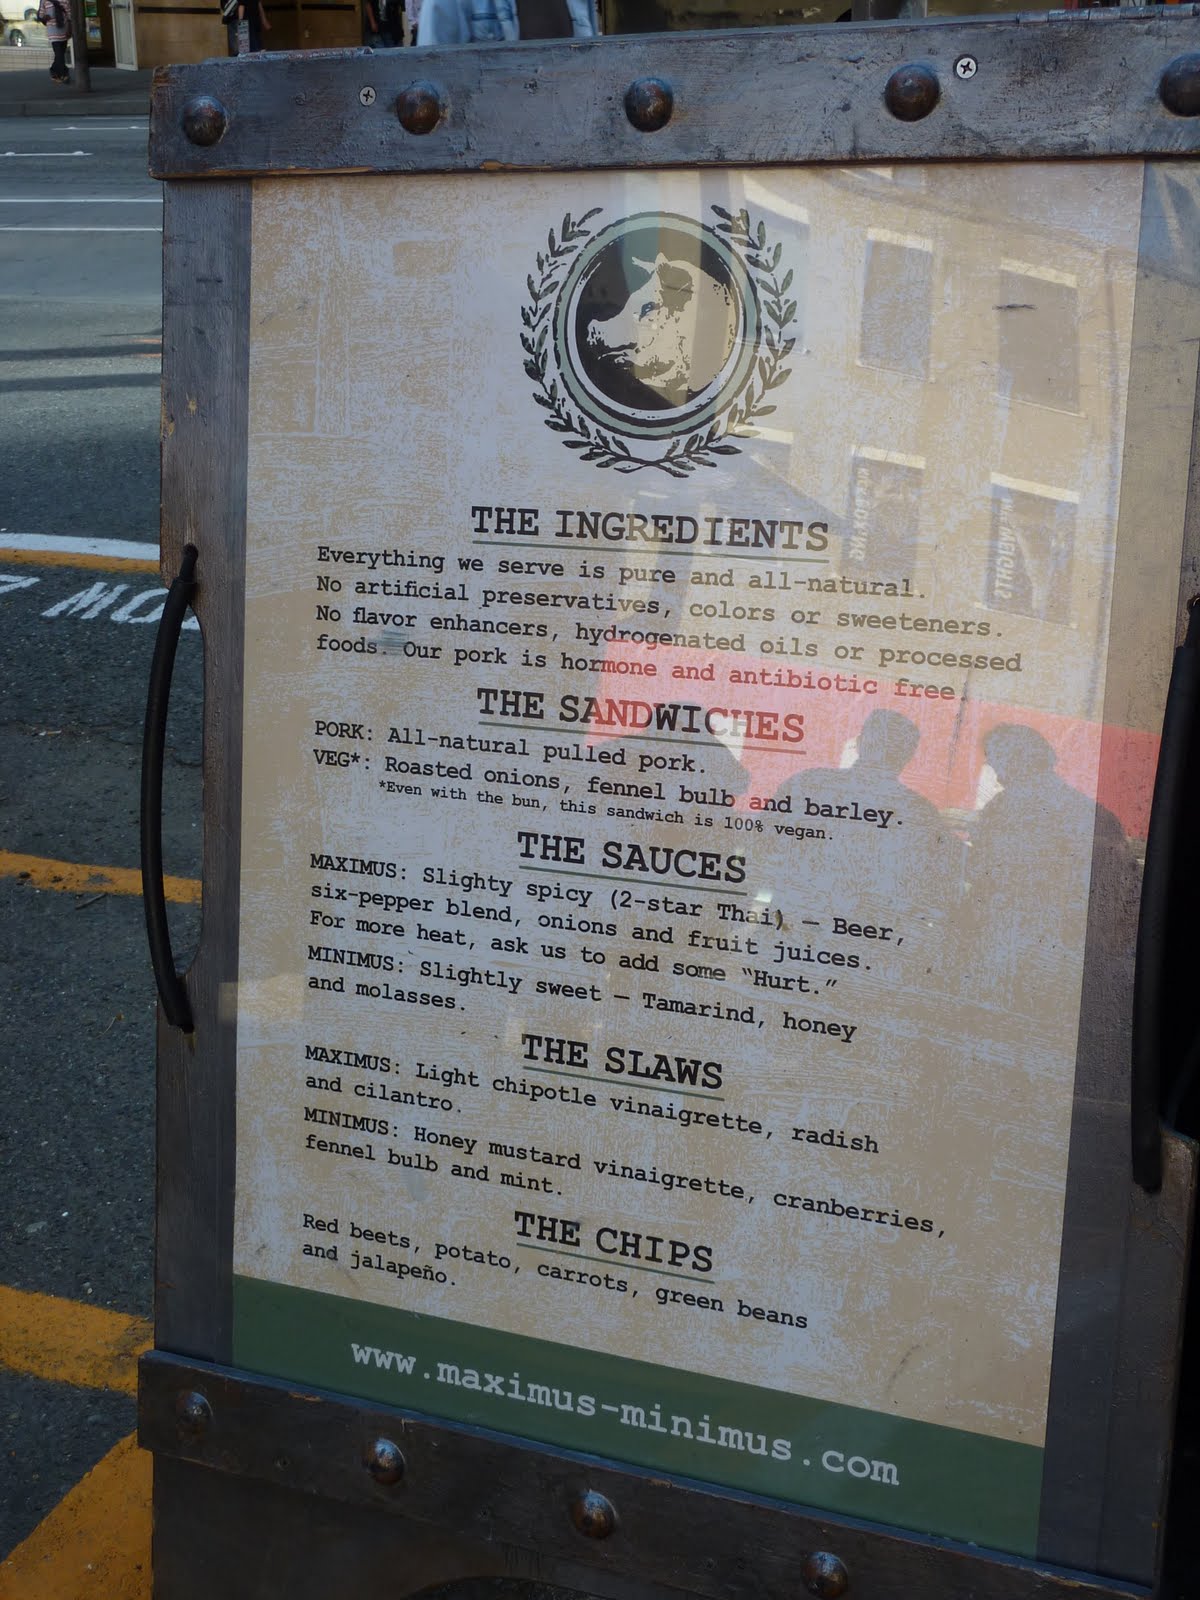 THE INGREDIENTS
Everything we serve is pure and all-natural.
No artificial preservatives, colors or sweeteners.
No flavor enhancers, hydrogenated oils or processed
foods. Our pork is hormone and antibiotic free.
THE SANDWICHES
PORK: All-natural pulled pork.
VEG*: Roasted onions, fennel bulb and barley.
*Even with the bun, this sandwich is 100% vegan.
THE SAUCES
MAXIMUS: Slighty spicy (2-star Thai) — Beer,
six-pepper blend, onions and fruit juices.
For more heat, ask us to add some “Hurt.”
MINIMUS: Slightly sweet — Tamarind, honey
and molasses.
THE SLAWS
MAXIMUS: Light chipotle vinaigrette, radish
and cilantro.
MINIMUS: Honey mustard vinaigrette, cranberries,
fennel bulb and mint.
THE CHIPS
Red beets, potato, carrots, green beans
and jalapeño.
www.maximus-minimus.com